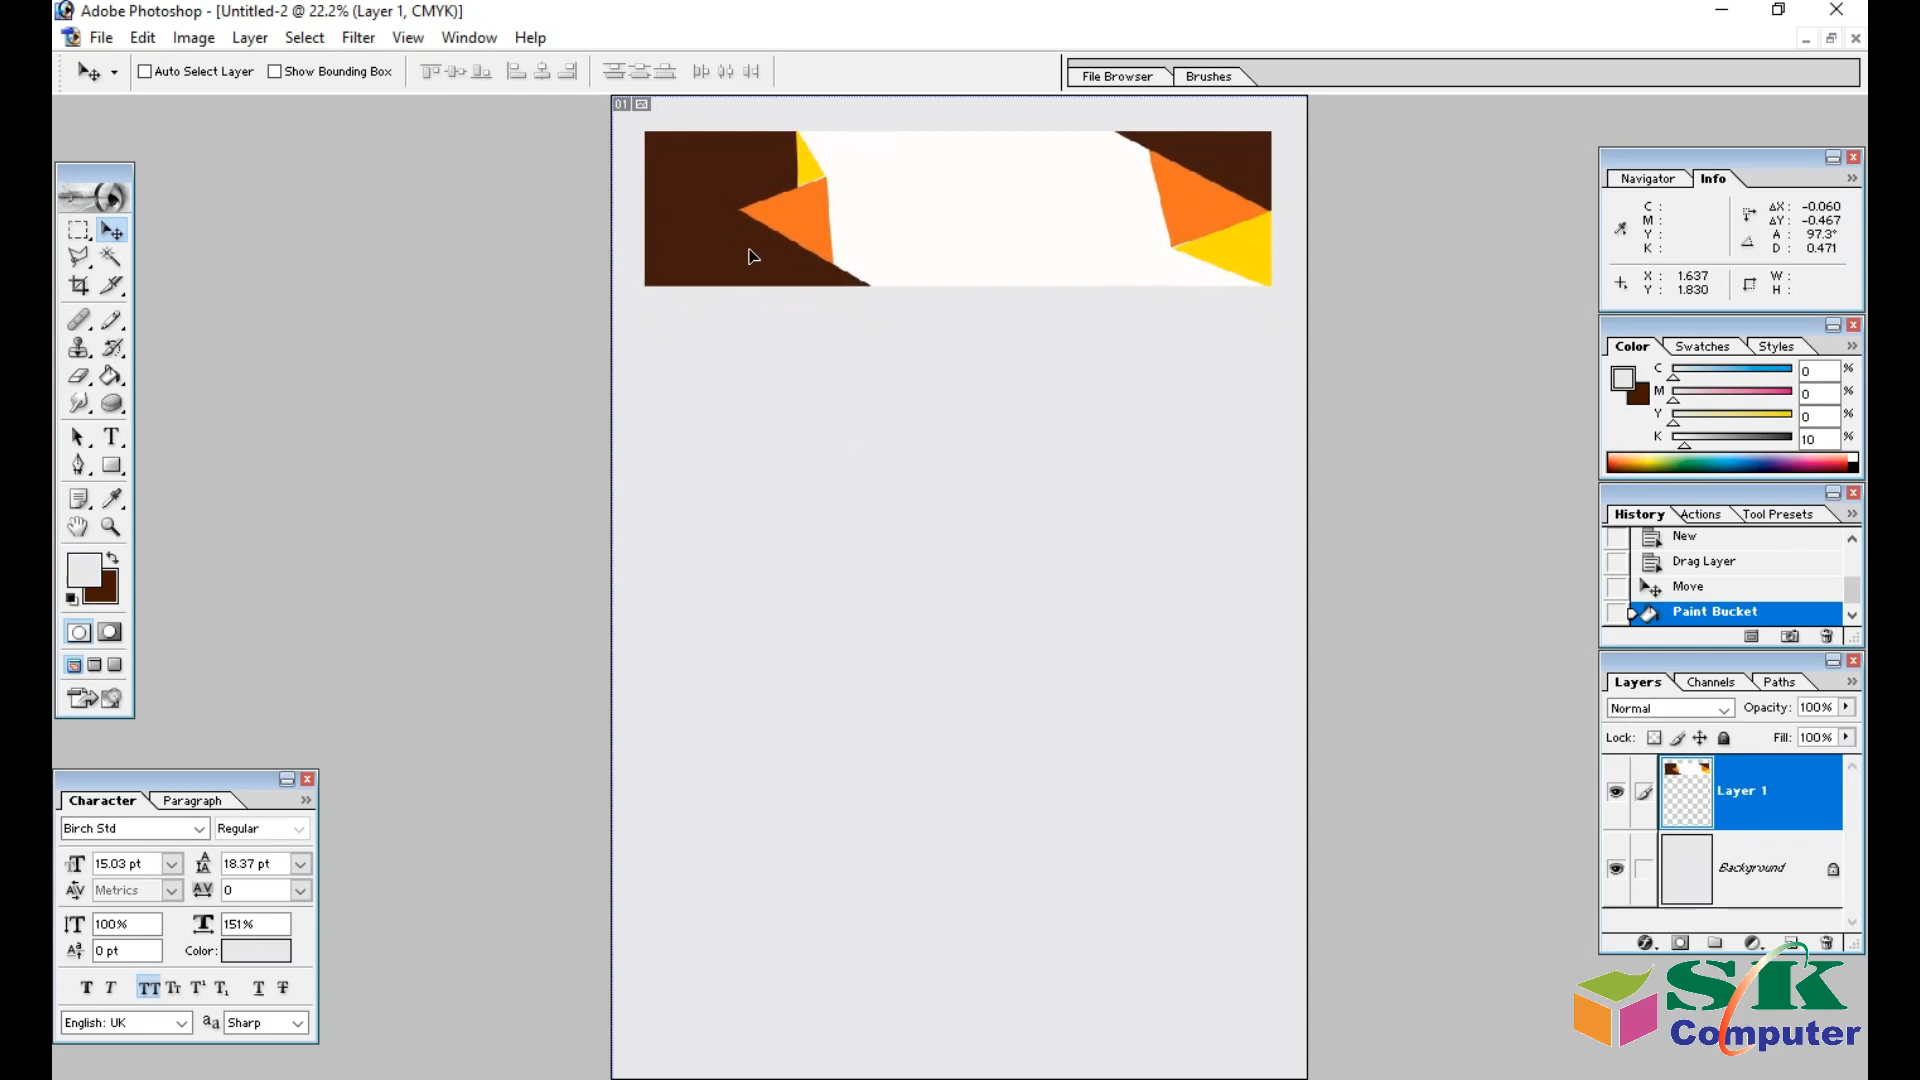 Adobe Photoshop - [Untitled-2 @ 22.2% (Layer 1, CMYK)]
File Edit Image Layer Select Filter View Window Help
Auto Select Layer Show Bounding Box
File Browser Brushes
01
Navigator Info
C :
M :
Y :
K :
ΔX : -0.060
ΔY : -0.467
A : 97.3°
D : 0.471
X : 1.637
Y : 1.830
W :
H :
Color Swatches Styles
C 0 %
M 0 %
Y 0 %
K 10 %
History Actions Tool Presets
New
Drag Layer
Move
Paint Bucket
Layers Channels Paths
Normal Opacity: 100%
Lock: Fill: 100%
Layer 1
Background
Character Paragraph
Birch Std Regular
15.03 pt 18.37 pt
Metrics 0
100% 151%
0 pt Color:
T T TT Tr T¹ T₁ T T
English: UK aa Sharp
SK
Computer